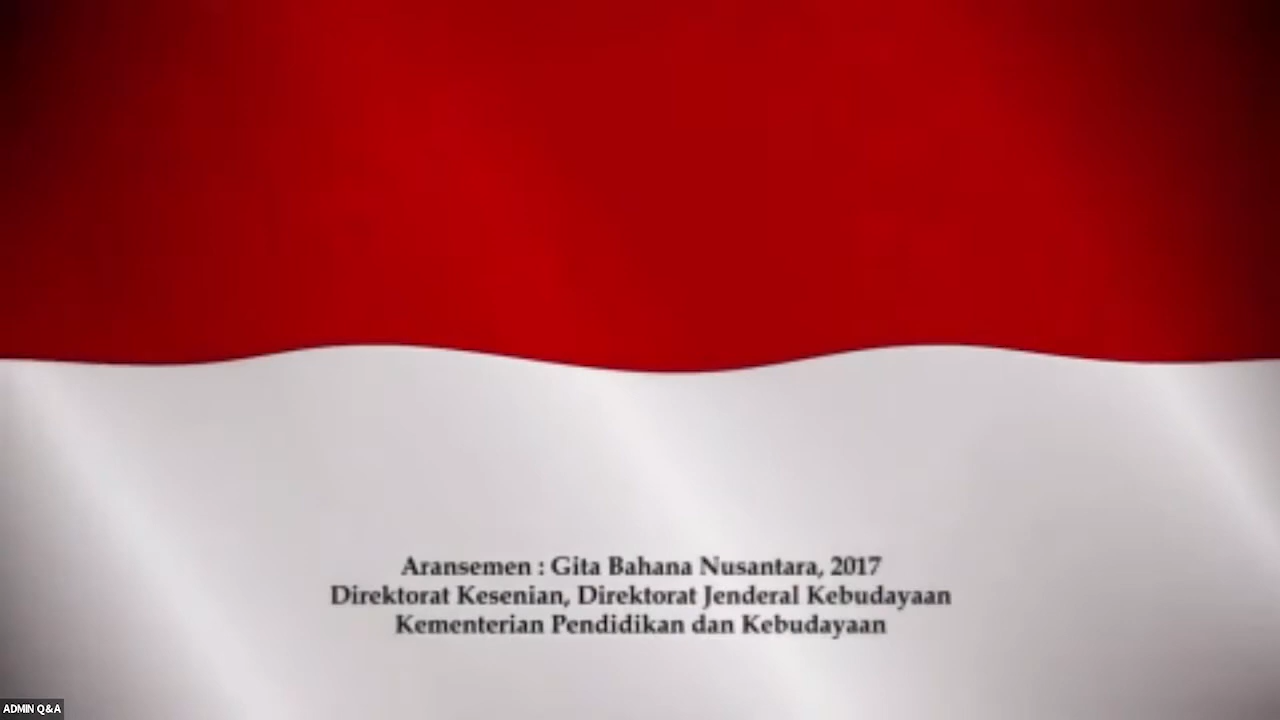 Aransemen : Gita Bahana Nusantara, 2017
Direktorat Kesenian, Direktorat Jenderal Kebudayaan
Kementerian Pendidikan dan Kebudayaan
ADMIN Q&A